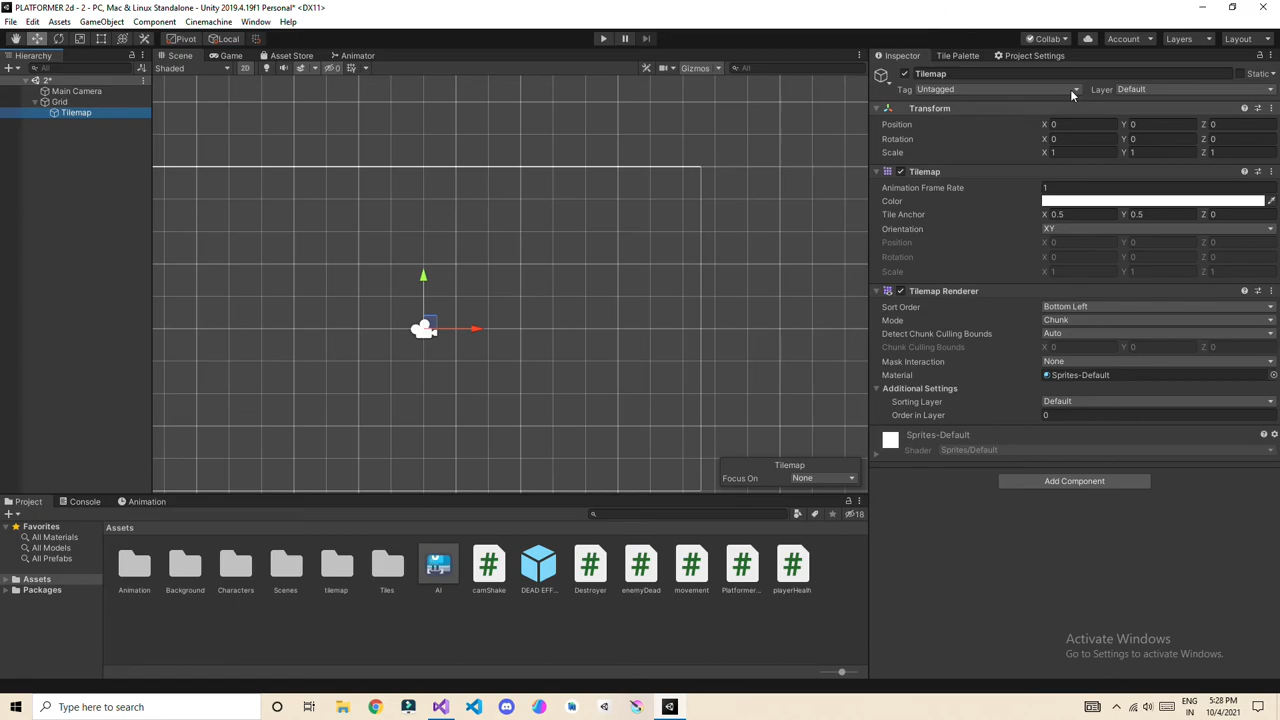 PLATFORMER 2d - 2 - PC, Mac & Linux Standalone - Unity 2019.4.19f1 Personal* <DX11>
File Edit Assets GameObject Component Cinemachine Window Help
Pivot Local Collab Account Layers Layout
Hierarchy Scene Game Asset Store Animator Inspector Tile Palette Project Settings
All Shaded 2D 0 Gizmos All
2*
Main Camera
Grid
Tilemap
Tilemap Static
Tag Untagged Layer Default
Transform
Position X 0 Y 0 Z 0
Rotation X 0 Y 0 Z 0
Scale X 1 Y 1 Z 1
Tilemap
Animation Frame Rate 1
Color
Tile Anchor X 0.5 Y 0.5 Z 0
Orientation XY
Position X 0 Y 0 Z 0
Rotation X 0 Y 0 Z 0
Scale X 1 Y 1 Z 1
Tilemap Renderer
Sort Order Bottom Left
Mode Chunk
Detect Chunk Culling Bounds Auto
Chunk Culling Bounds X 0 Y 0 Z 0
Mask Interaction None
Material Sprites-Default
Additional Settings
Sorting Layer Default
Order in Layer 0
Sprites-Default
Shader Sprites/Default
Add Component
Tilemap
Focus On None
Project Console Animation
18
Favorites
All Materials
All Models
All Prefabs
Assets
Packages
Assets
Animation Background Characters Scenes tilemap Tiles AI camShake DEAD EFF... Destroyer enemyDead movement Platformer... playerHealh
Activate Windows
Go to Settings to activate Windows.
Type here to search
ENG
IN
5:28 PM
10/4/2021